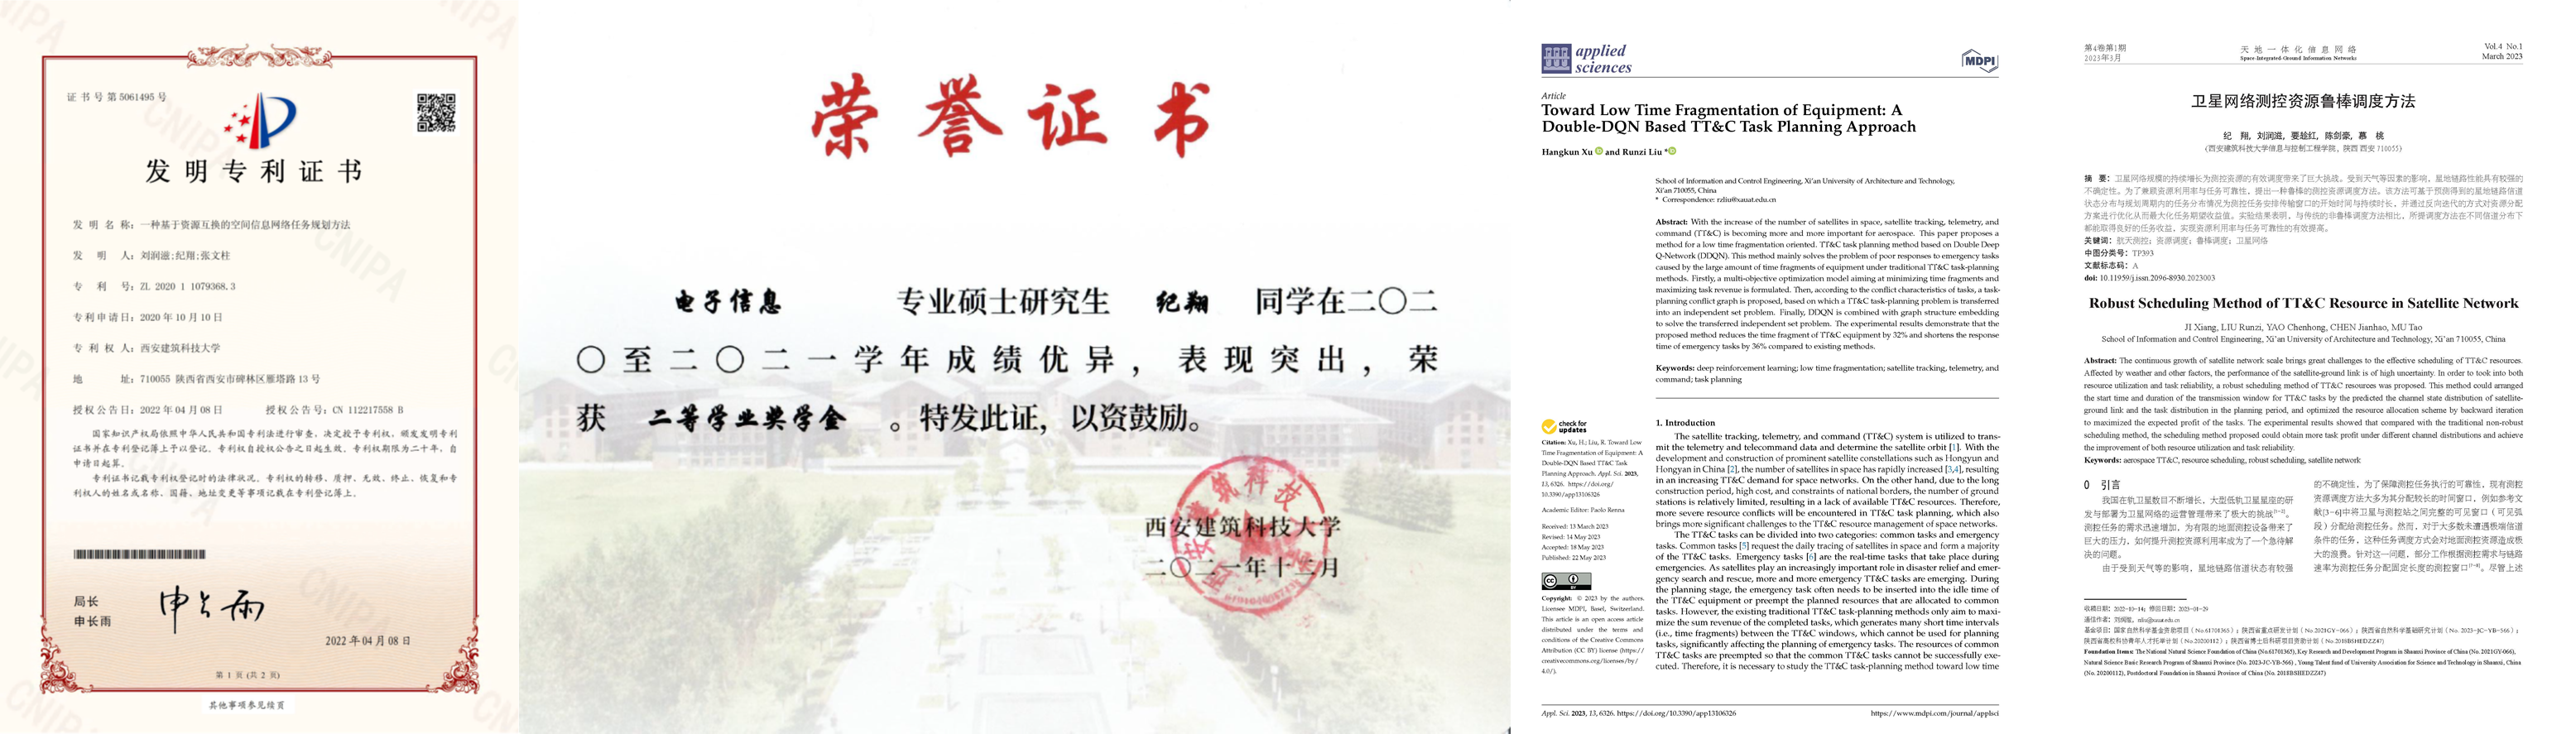 证书号第5061495号
发明专利证书
发明名称：一种基于资源互换的空间信息网络任务规划方法
发明人：刘润滋;纪翔;张文柱
专利号：ZL 2020 1 1079368.3
专利申请日：2020年10月10日
专利权人：西安建筑科技大学
地址：710055 陕西省西安市碑林区雁塔路13号
授权公告日：2022年04月08日 授权公告号：CN 112217558 B
国家知识产权局依照中华人民共和国专利法进行审查，决定授予专利权，颁发发明专利
证书并在专利登记簿上予以登记。专利权自授权公告之日起生效。专利权期限为二十年，自
申请日起算。
专利证书记载专利权登记时的法律状况。专利权的转移、质押、无效、终止、恢复和专
利权人的姓名或名称、国籍、地址变更等事项记载在专利登记簿上。
局长
申长雨
2022年04月08日
第 1 页 (共 2 页)
其他事项参见续页
CNIPA
荣誉证书
电子信息 专业硕士研究生 纪翔 同学在二〇二
〇至二〇二一学年成绩优异，表现突出，荣
获 二等学业奖学金 。特发此证，以资鼓励。
西安建筑科技大学
二〇二一年十二月
applied
sciences
MDPI
Article
Toward Low Time Fragmentation of Equipment: A
Double-DQN Based TT&C Task Planning Approach
Hangkun Xu and Runzi Liu *
School of Information and Control Engineering, Xi'an University of Architecture and Technology,
Xi'an 710055, China
* Correspondence: rzliu@xauat.edu.cn
Abstract: With the increase of the number of satellites in space, satellite tracking, telemetry, and
command (TT&C) is becoming more and more important for aerospace. This paper proposes a
method for a low time fragmentation oriented. TT&C task planning method based on Double Deep
Q-Network (DDQN). This method mainly solves the problem of poor responses to emergency tasks
caused by the large amount of time fragments of equipment under traditional TT&C task-planning
methods. Firstly, a multi-objective optimization model aiming at minimizing time fragments and
maximizing task revenue is formulated. Then, according to the conflict characteristics of tasks, a task-
planning conflict graph is proposed, based on which a TT&C task-planning problem is transferred
into an independent set problem. Finally, DDQN is combined with graph structure embedding
to solve the transferred independent set problem. The experimental results demonstrate that the
proposed method reduces the time fragment of TT&C equipment by 32% and shortens the response
time of emergency tasks by 36% compared to existing methods.
Keywords: deep reinforcement learning; low time fragmentation; satellite tracking, telemetry, and
command; task planning
check for
updates
Citation: Xu, H.; Liu, R. Toward Low
Time Fragmentation of Equipment: A
Double-DQN Based TT&C Task
Planning Approach. Appl. Sci. 2023,
13, 6326. https://doi.org/
10.3390/app13106326
Academic Editor: Paolo Renna
Received: 13 March 2023
Revised: 14 May 2023
Accepted: 18 May 2023
Published: 22 May 2023
CC BY
Copyright: © 2023 by the authors.
Licensee MDPI, Basel, Switzerland.
This article is an open access article
distributed under the terms and
conditions of the Creative Commons
Attribution (CC BY) license (https://
creativecommons.org/licenses/by/
4.0/).
1. Introduction
The satellite tracking, telemetry, and command (TT&C) system is utilized to trans-
mit the telemetry and telecommand data and determine the satellite orbit [1]. With the
development and construction of prominent satellite constellations such as Hongyun and
Hongyan in China [2], the number of satellites in space has rapidly increased [3,4], resulting
in an increasing TT&C demand for space networks. On the other hand, due to the long
construction period, high cost, and constraints of national borders, the number of ground
stations is relatively limited, resulting in a lack of available TT&C resources. Therefore,
more severe resource conflicts will be encountered in TT&C task planning, which also
brings more significant challenges to the TT&C resource management of space networks.
The TT&C tasks can be divided into two categories: common tasks and emergency
tasks. Common tasks [5] request the daily tracing of satellites in space and form a majority
of the TT&C tasks. Emergency tasks [6] are the real-time tasks that take place during
emergencies. As satellites play an increasingly important role in disaster relief and emer-
gency search and rescue, more and more emergency TT&C tasks are emerging. During
the planning stage, the emergency task often needs to be inserted into the idle time of
the TT&C equipment or preempt the planned resources that are allocated to common
tasks. However, the existing traditional TT&C task-planning methods only aim to maxi-
mize the sum revenue of the completed tasks, which generates many short time intervals
(i.e., time fragments) between the TT&C windows, which cannot be used for planning
tasks, significantly affecting the planning of emergency tasks. The resources of common
TT&C tasks are preempted so that the common TT&C tasks cannot be successfully exe-
cuted. Therefore, it is necessary to study the TT&C task-planning method toward low time
Appl. Sci. 2023, 13, 6326. https://doi.org/10.3390/app13106326 https://www.mdpi.com/journal/applsci
第4卷第1期 天地一体化信息网络 Vol.4 No.1
2023年3月 Space-Integrated-Ground Information Networks March 2023
卫星网络测控资源鲁棒调度方法
纪 翔，刘润滋，要趁红，陈剑豪，慕 桃
(西安建筑科技大学信息与控制工程学院，陕西 西安 710055)
摘 要：卫星网络规模的持续增长为测控资源的有效调度带来了巨大挑战。受到天气等因素的影响，星地链路性能具有较强的
不确定性。为了兼顾资源利用率与任务可靠性，提出一种鲁棒的测控资源调度方法。该方法可基于预测得到的星地链路信道
状态分布与规划周期内的任务分布情况为测控任务安排传输窗口的开始时间与持续时长，并通过反向迭代的方式对资源分配
方案进行优化从而最大化任务期望收益值。实验结果表明，与传统的非鲁棒调度方法相比，所提调度方法在不同信道分布下
都能取得良好的任务收益，实现资源利用率与任务可靠性的有效提高。
关键词：航天测控；资源调度；鲁棒调度；卫星网络
中图分类号：TP393
文献标志码：A
doi: 10.11959/j.issn.2096-8930.2023003
Robust Scheduling Method of TT&C Resource in Satellite Network
JI Xiang, LIU Runzi, YAO Chenhong, CHEN Jianhao, MU Tao
School of Information and Control Engineering, Xi'an University of Architecture and Technology, Xi'an 710055, China
Abstract: The continuous growth of satellite network scale brings great challenges to the effective scheduling of TT&C resources.
Affected by weather and other factors, the performance of the satellite-ground link is of high uncertainty. In order to took into both
resource utilization and task reliability, a robust scheduling method of TT&C resources was proposed. This method could arranged
the start time and duration of the transmission window for TT&C tasks by the predicted the channel state distribution of satellite-
ground link and the task distribution in the planning period, and optimized the resource allocation scheme by backward iteration
to maximized the expected profit of the tasks. The experimental results showed that compared with the traditional non-robust
scheduling method, the scheduling method proposed could obtain more task profit under different channel distributions and achieve
the improvement of both resource utilization and task reliability.
Keywords: aerospace TT&C, resource scheduling, robust scheduling, satellite network
0 引言
我国在轨卫星数目不断增长，大型低轨卫星星座的研
发与部署为卫星网络的运营管理带来了极大的挑战[1-2]。
测控任务的需求迅速增加，为有限的地面测控设备带来了
巨大的压力，如何提升测控资源利用率成为了一个急待解
决的问题。
由于受到天气等的影响，星地链路信道状态有较强
的不确定性，为了保障测控任务执行的可靠性，现有测控
资源调度方法大多为其分配较长的时间窗口，例如参考文
献[3-6]中将卫星与测控站之间完整的可见窗口（可见弧
段）分配给测控任务。然而，对于大多数未遭遇极端信道
条件的任务，这种任务调度方式会对地面测控资源造成极
大的浪费。针对这一问题，部分工作根据测控需求与链路
速率为测控任务分配固定长度的测控窗口[7-8]。尽管上述
收稿日期：2022-10-14；修回日期：2023-01-29
通信作者：刘润滋，rzliu@xauat.edu.cn
基金项目：国家自然科学基金资助项目（No.61701365）；陕西省重点研发计划（No.2021GY-066）；陕西省自然科学基础研究计划（No. 2023-JC-YB-566）；
陕西省高校科协青年人才托举计划（No.20200112）；陕西省博士后科研项目资助计划（No.2018BSHEDZZ47）
Foundation Items: The National Natural Science Foundation of China (No.61701365), Key Research and Development Program in Shaanxi Province of China (No. 2021GY-066),
Natural Science Basic Research Program of Shaanxi Province (No. 2023-JC-YB-566) , Young Talent fund of University Association for Science and Technology in Shaanxi, China
(No. 20200112), Postdoctoral Foundation in Shaanxi Province of China (No. 2018BSHEDZZ47)